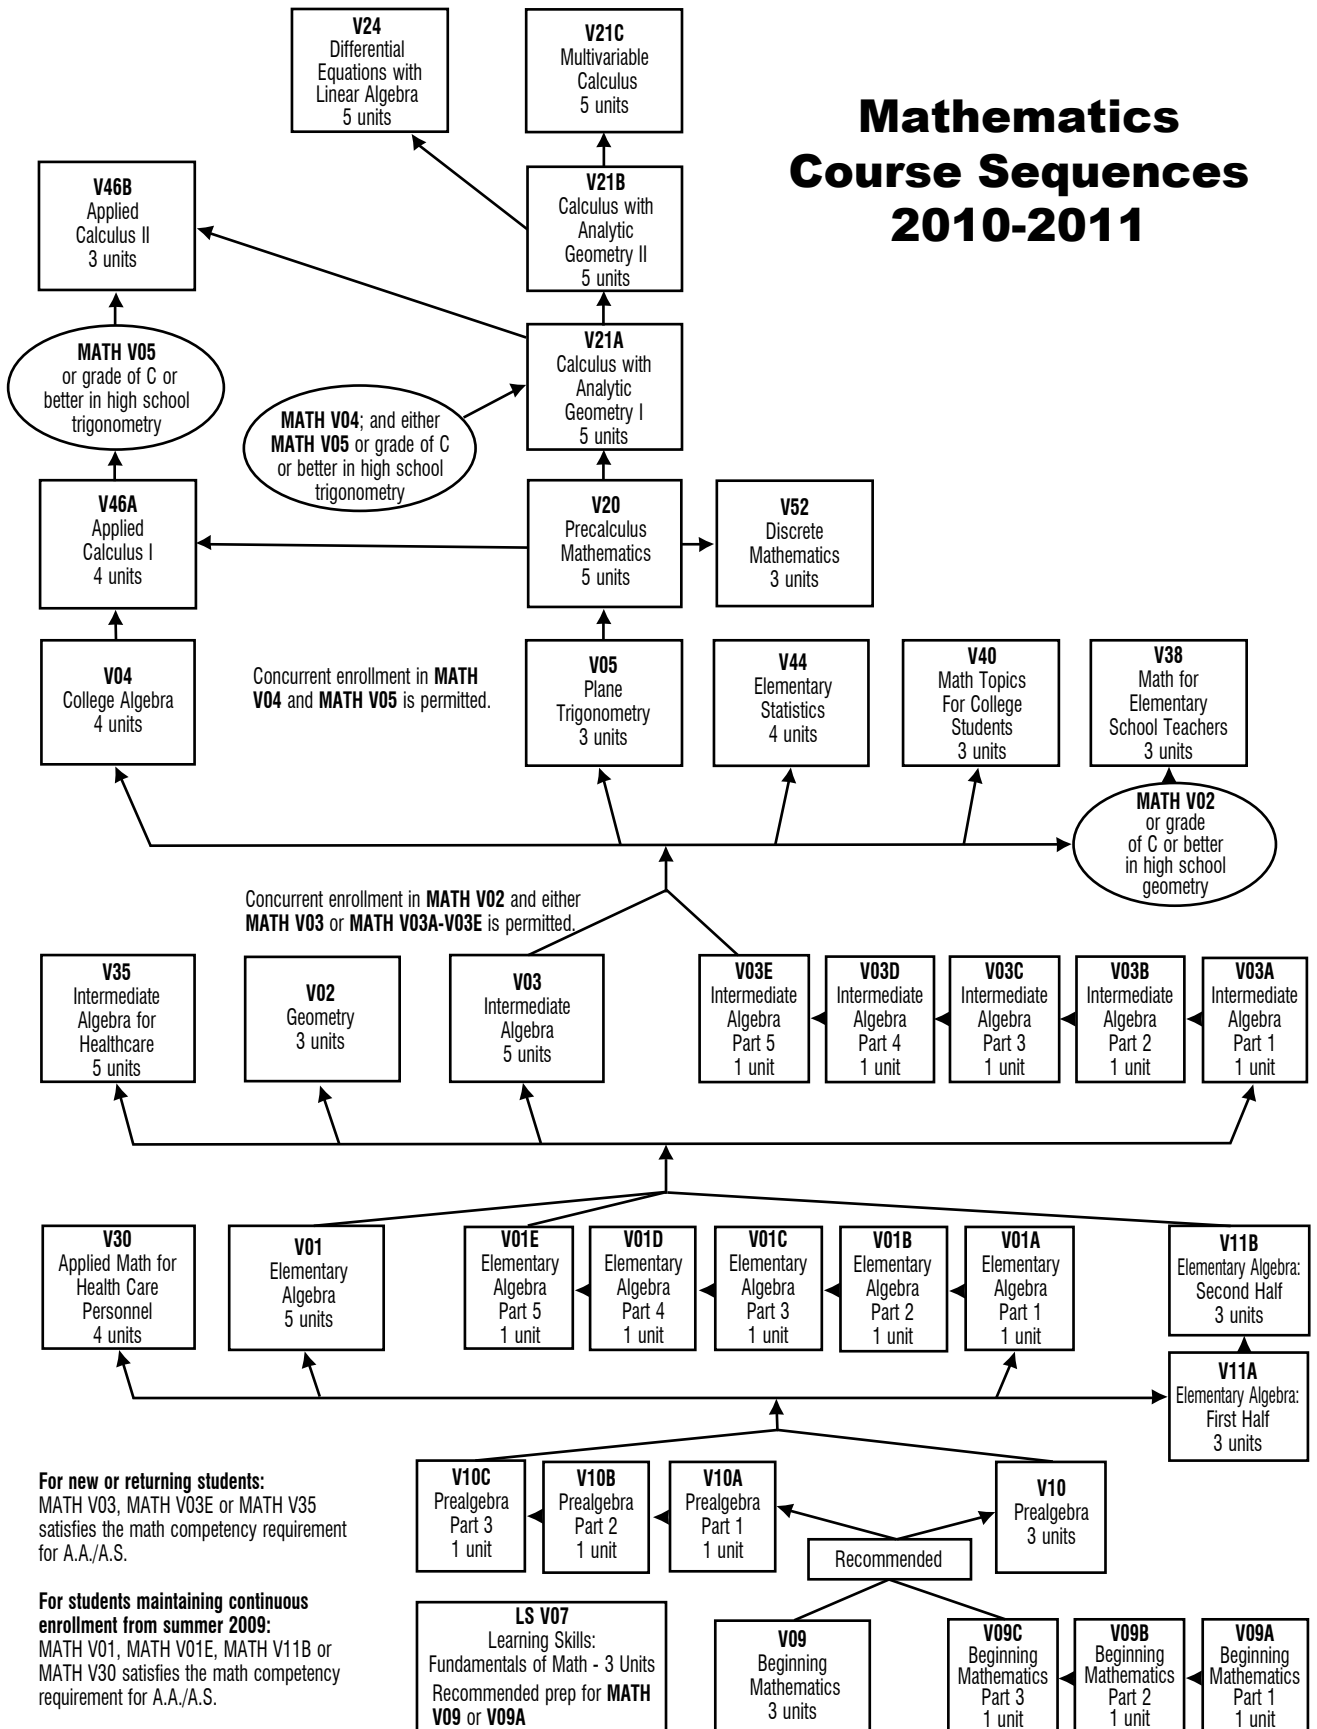 Mathematics
Course Sequences
2010-2011
V24
Differential
Equations with
Linear Algebra
5 units
V21C
Multivariable
Calculus
5 units
V46B
Applied
Calculus II
3 units
V21B
Calculus with
Analytic
Geometry II
5 units
MATH V05
or grade of C or
better in high school
trigonometry
MATH V04; and either
MATH V05 or grade of C
or better in high school
trigonometry
V21A
Calculus with
Analytic
Geometry I
5 units
V46A
Applied
Calculus I
4 units
V20
Precalculus
Mathematics
5 units
V52
Discrete
Mathematics
3 units
V04
College Algebra
4 units
Concurrent enrollment in MATH
V04 and MATH V05 is permitted.
V05
Plane
Trigonometry
3 units
V44
Elementary
Statistics
4 units
V40
Math Topics
For College
Students
3 units
V38
Math for
Elementary
School Teachers
3 units
MATH V02
or grade
of C or better
in high school
geometry
Concurrent enrollment in MATH V02 and either
MATH V03 or MATH V03A-V03E is permitted.
V35
Intermediate
Algebra for
Healthcare
5 units
V02
Geometry
3 units
V03
Intermediate
Algebra
5 units
V03E
Intermediate
Algebra
Part 5
1 unit
V03D
Intermediate
Algebra
Part 4
1 unit
V03C
Intermediate
Algebra
Part 3
1 unit
V03B
Intermediate
Algebra
Part 2
1 unit
V03A
Intermediate
Algebra
Part 1
1 unit
V30
Applied Math for
Health Care
Personnel
4 units
V01
Elementary
Algebra
5 units
V01E
Elementary
Algebra
Part 5
1 unit
V01D
Elementary
Algebra
Part 4
1 unit
V01C
Elementary
Algebra
Part 3
1 unit
V01B
Elementary
Algebra
Part 2
1 unit
V01A
Elementary
Algebra
Part 1
1 unit
V11B
Elementary Algebra:
Second Half
3 units
V11A
Elementary Algebra:
First Half
3 units
For new or returning students:
MATH V03, MATH V03E or MATH V35
satisfies the math competency requirement
for A.A./A.S.
V10C
Prealgebra
Part 3
1 unit
V10B
Prealgebra
Part 2
1 unit
V10A
Prealgebra
Part 1
1 unit
V10
Prealgebra
3 units
Recommended
For students maintaining continuous
enrollment from summer 2009:
MATH V01, MATH V01E, MATH V11B or
MATH V30 satisfies the math competency
requirement for A.A./A.S.
LS V07
Learning Skills:
Fundamentals of Math - 3 Units
Recommended prep for MATH
V09 or V09A
V09
Beginning
Mathematics
3 units
V09C
Beginning
Mathematics
Part 3
1 unit
V09B
Beginning
Mathematics
Part 2
1 unit
V09A
Beginning
Mathematics
Part 1
1 unit